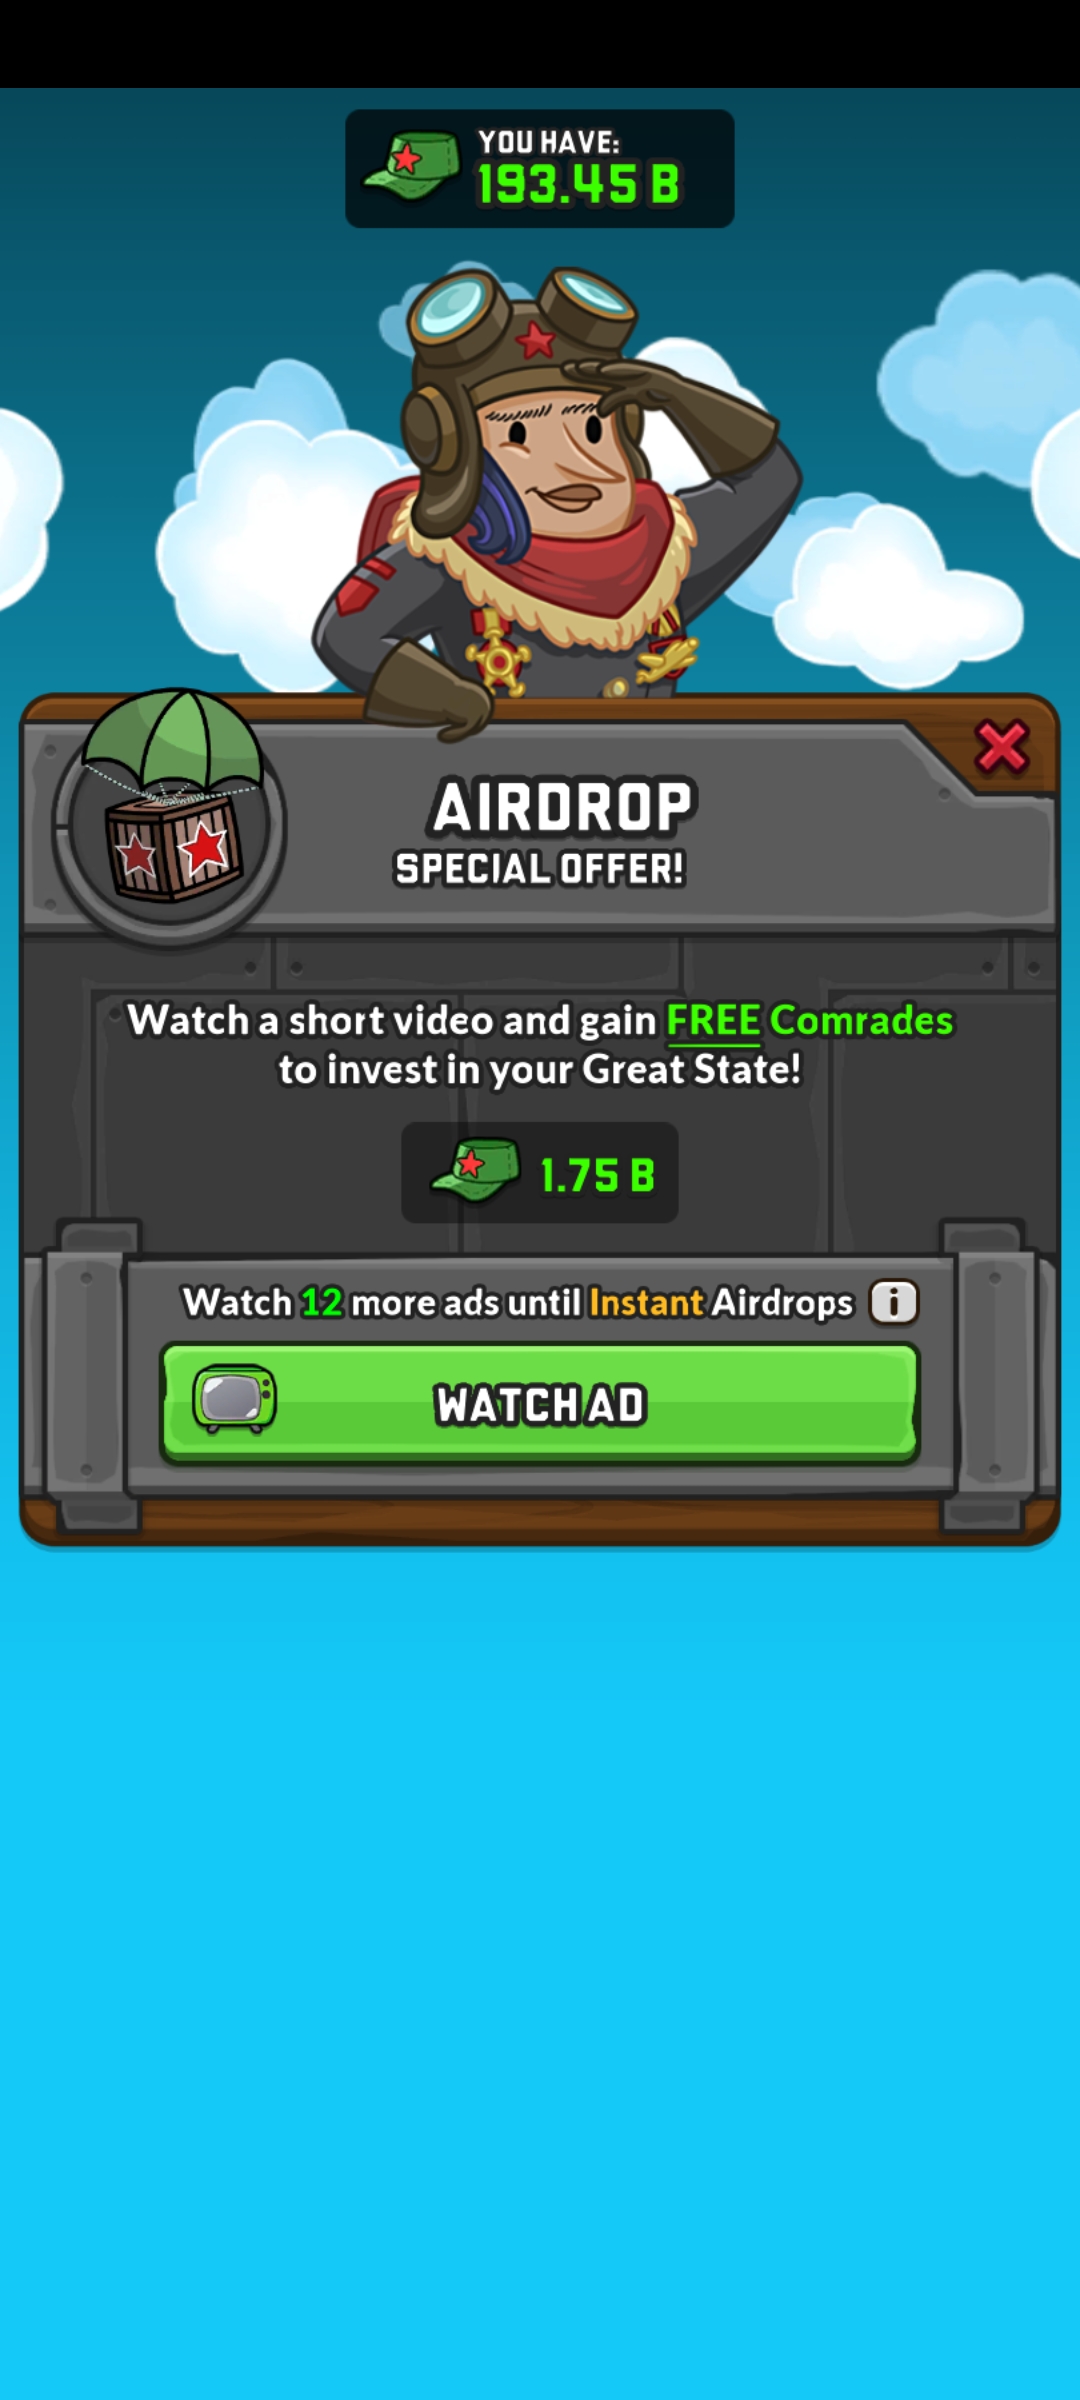 YOU HAVE:
193.45 B
AIRDROP
SPECIAL OFFER!
Watch a short video and gain FREE Comrades
to invest in your Great State!
1.75 B
Watch 12 more ads until Instant Airdrops i
WATCH AD